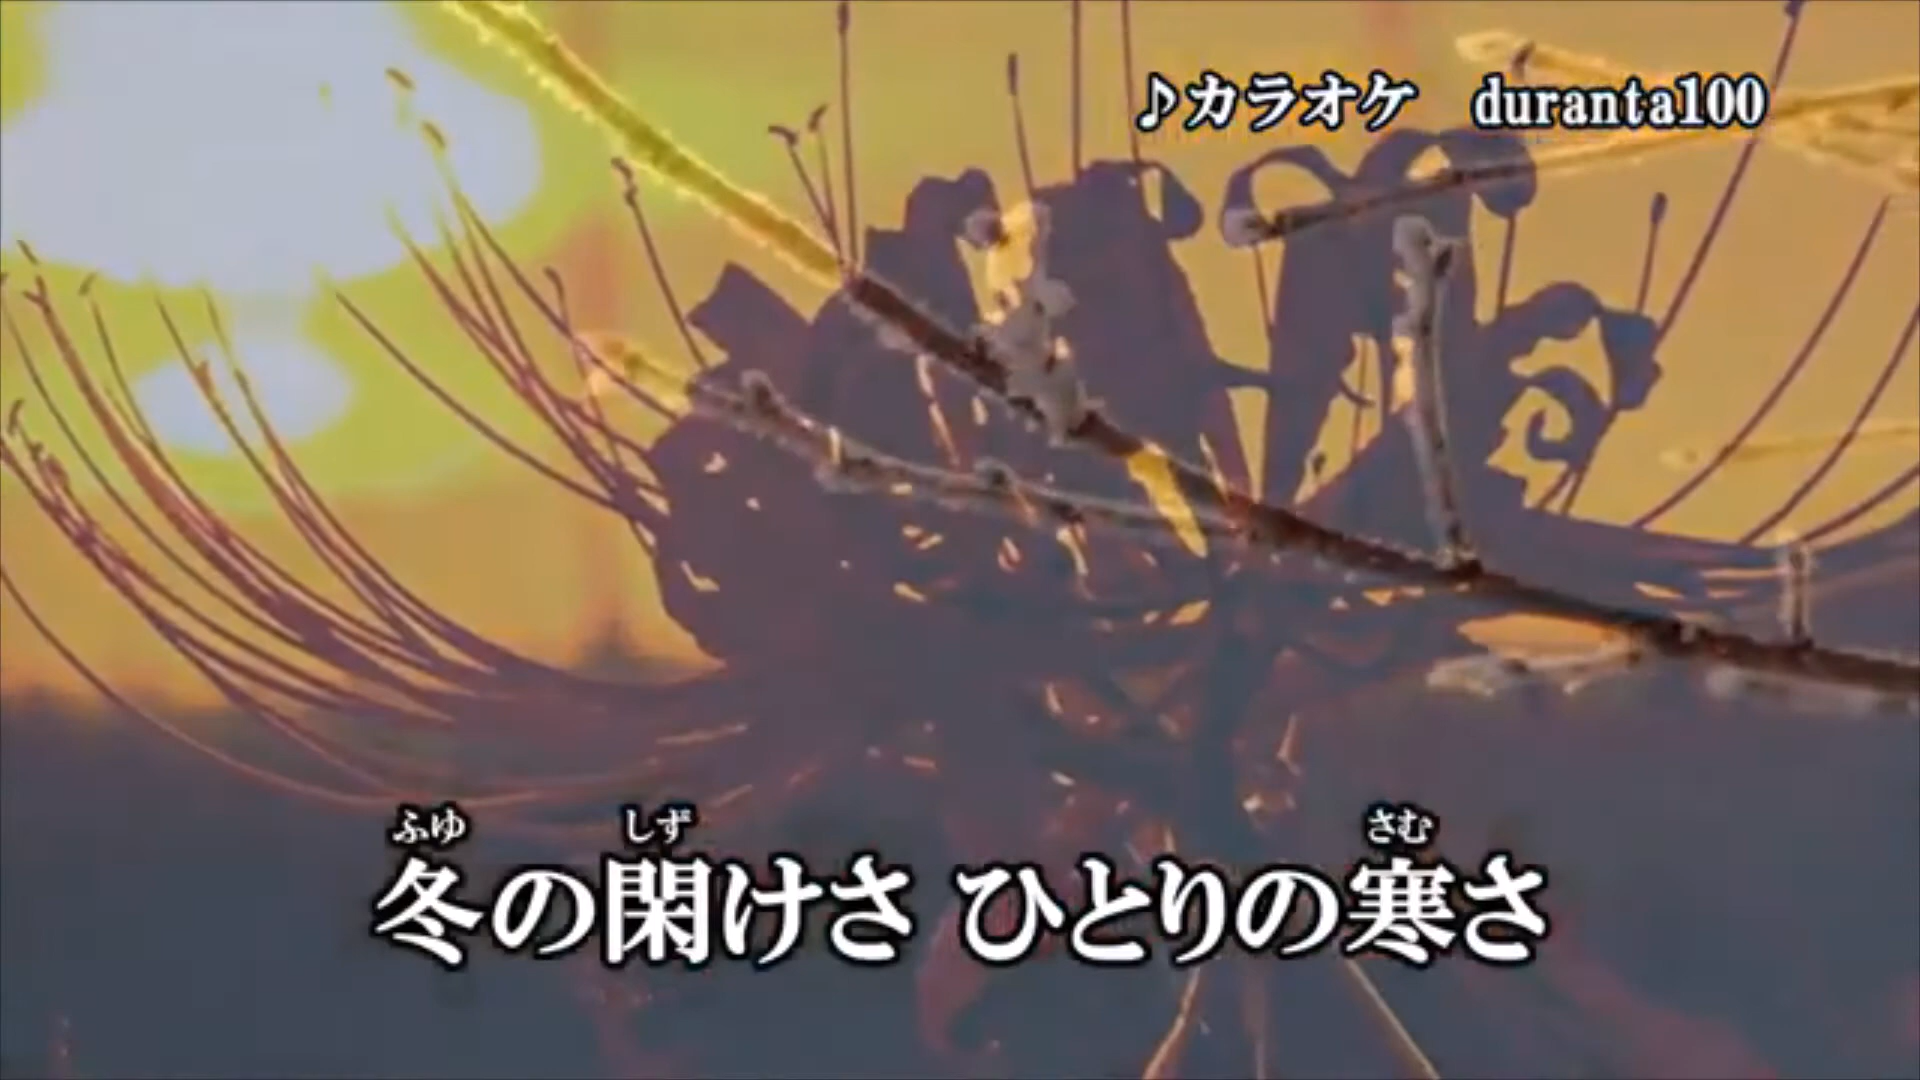 ♪カラオケ duranta100
ふゆ しず さむ
冬の閑けさ ひとりの寒さ